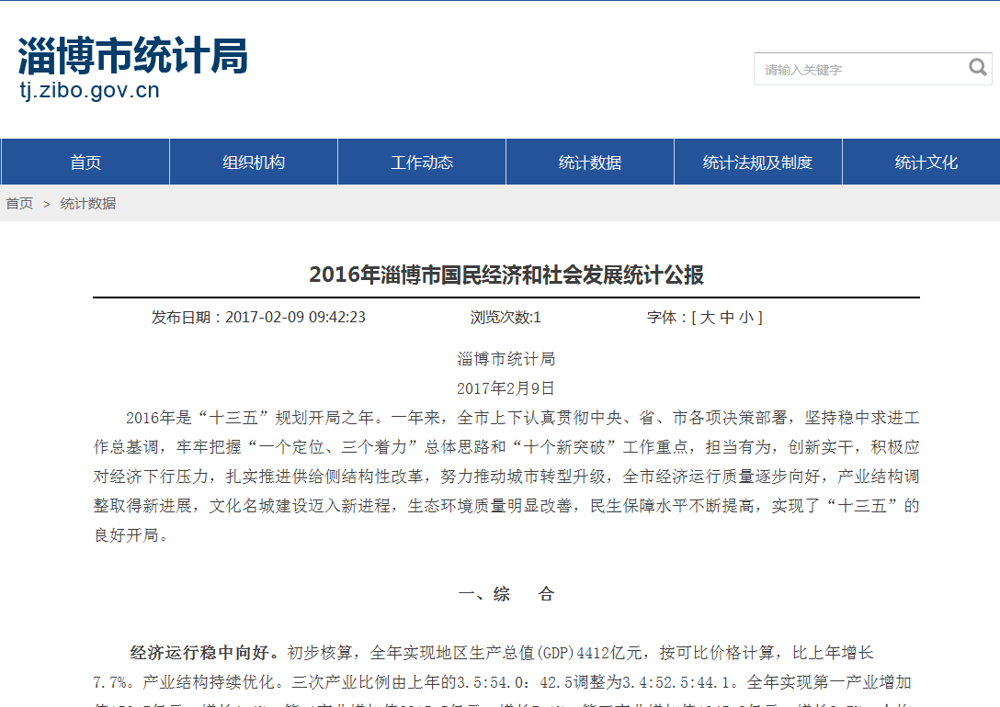 淄博市统计局
tj.zibo.gov.cn
请输入关键字
首页 组织机构 工作动态 统计数据 统计法规及制度 统计文化
首页 > 统计数据
2016年淄博市国民经济和社会发展统计公报
发布日期：2017-02-09 09:42:23 浏览次数:1 字体：[ 大 中 小 ]
淄博市统计局
2017年2月9日
2016年是“十三五”规划开局之年。一年来，全市上下认真贯彻中央、省、市各项决策部署，坚持稳中求进工
作总基调，牢牢把握“一个定位、三个着力”总体思路和“十个新突破”工作重点，担当有为，创新实干，积极应
对经济下行压力，扎实推进供给侧结构性改革，努力推动城市转型升级，全市经济运行质量逐步向好，产业结构调
整取得新进展，文化名城建设迈入新进程，生态环境质量明显改善，民生保障水平不断提高，实现了“十三五”的
良好开局。
一、综 合
经济运行稳中向好。初步核算，全年实现地区生产总值(GDP)4412亿元，按可比价格计算，比上年增长
7.7%。产业结构持续优化。三次产业比例由上年的3.5:54.0：42.5调整为3.4:52.5:44.1。全年实现第一产业增加